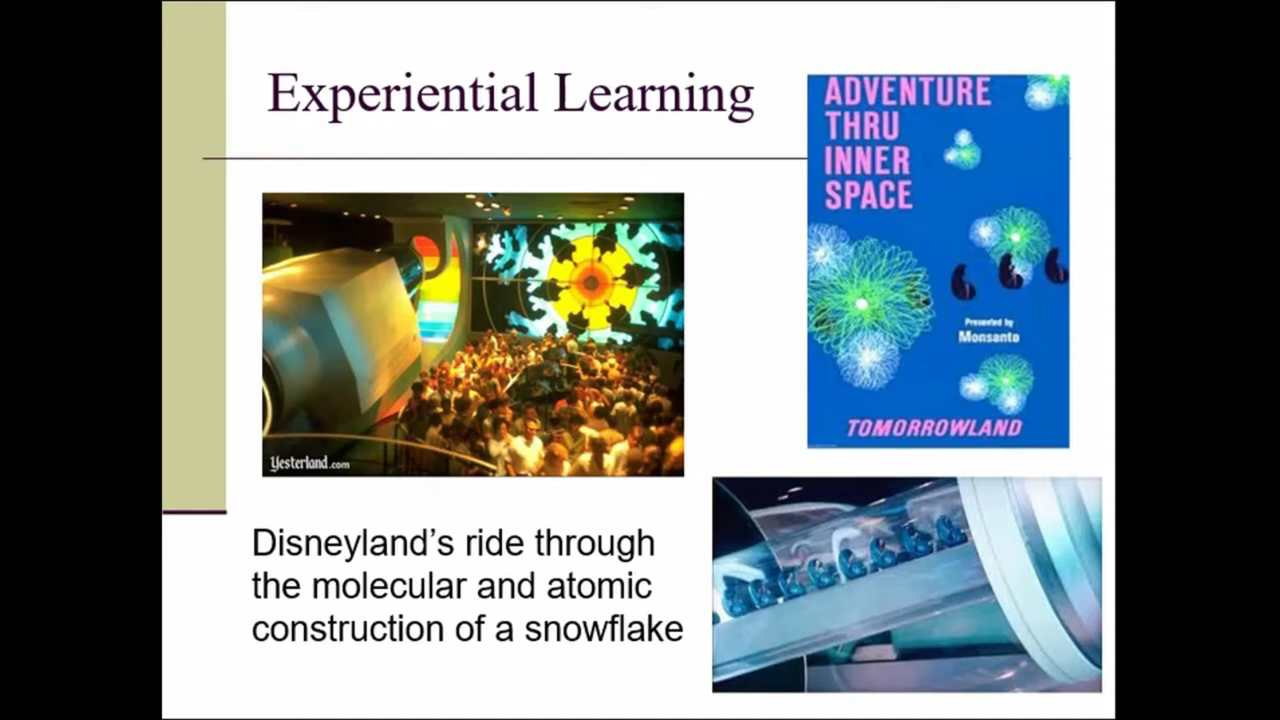 Experiential Learning
ADVENTURE
THRU
INNER
SPACE
Presented by
Monsanto
TOMORROWLAND
Yesterland.com
Disneyland’s ride through
the molecular and atomic
construction of a snowflake